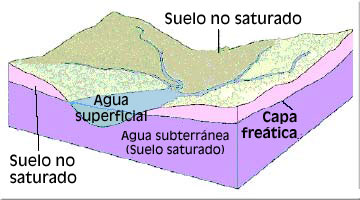 Suelo no saturado
Agua
superficial
Capa
freática
Agua subterránea
(Suelo saturado)
Suelo no
saturado